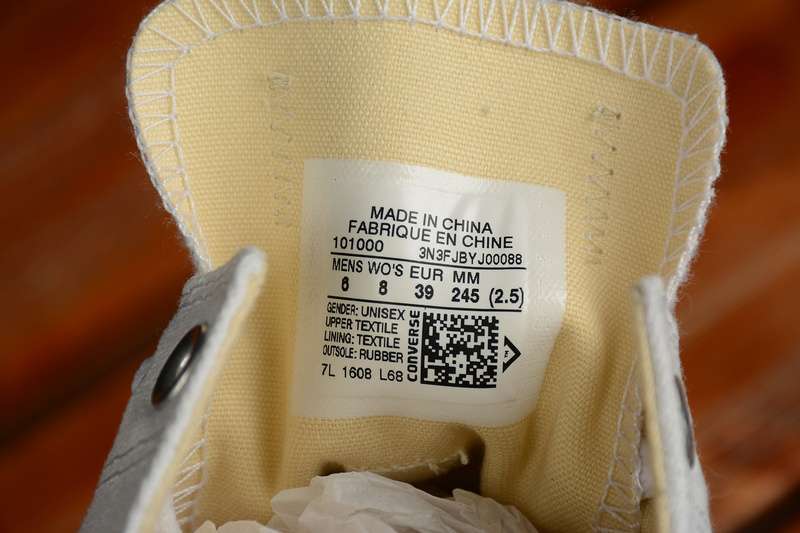 MADE IN CHINA
FABRIQUE EN CHINE
101000 3N3FJBYJ00088
MENS WO'S EUR MM
6 8 39 245 (2.5)
GENDER: UNISEX
UPPER TEXTILE
LINING: TEXTILE
OUTSOLE: RUBBER
CONVERSE
7L 1608 L68